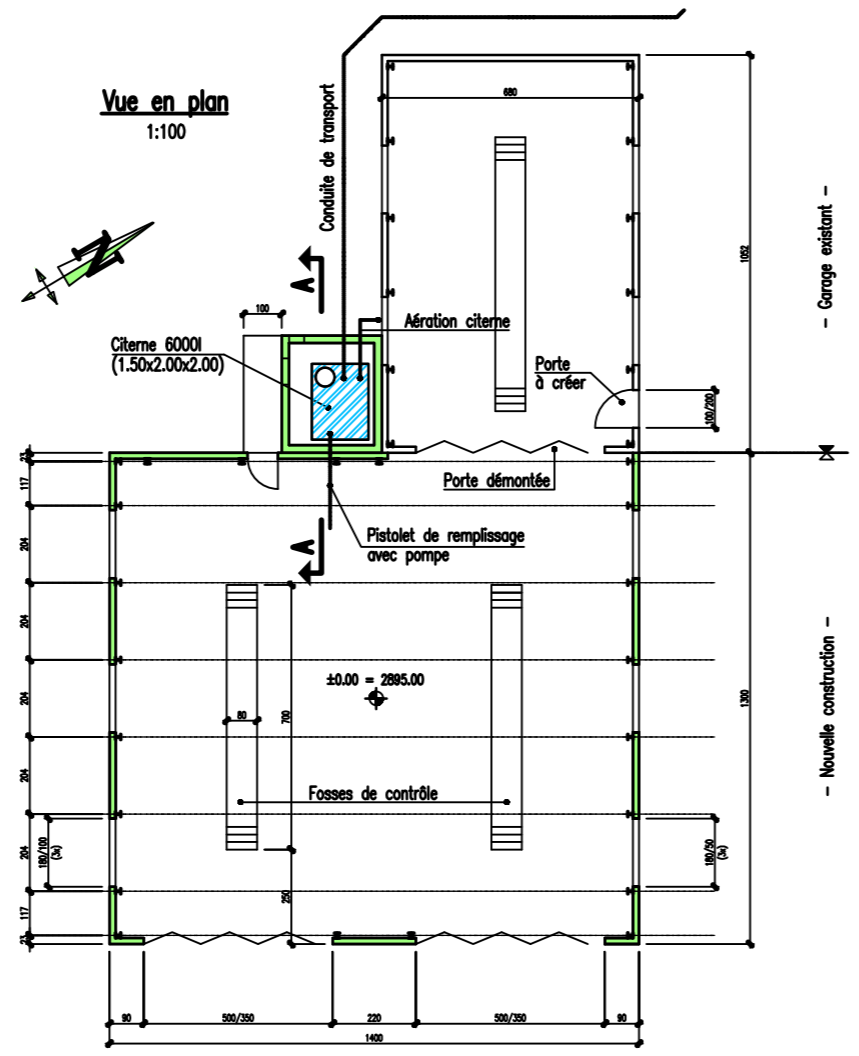 Vue en plan
1:100
Conduite de transport
680
1052
- Garage existant -
N
A
100
Aération citerne
Citerne 6000l
(1.50x2.00x2.00)
Porte
à créer
100/200
23
Porte démontée
117
Pistolet de remplissage
avec pompe
A
204
204
±0.00 = 2895.00
- Nouvelle construction -
204
80
700
1300
204
Fosses de contrôle
204
180/100
(3x)
180/50
(3x)
250
117
23
90
500/350
220
500/350
90
1400